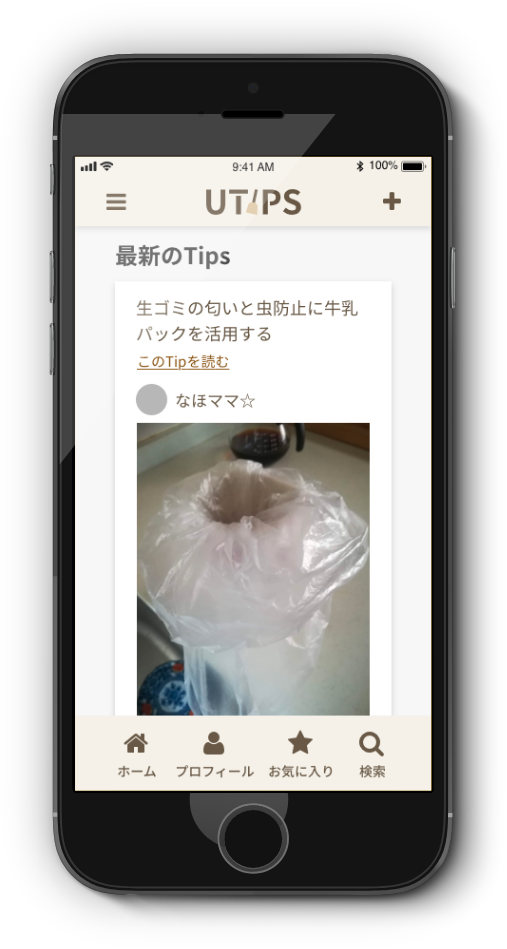 9:41 AM
100%
UTIPS
最新のTips
生ゴミの匂いと虫防止に牛乳
パックを活用する
このTipを読む
なほママ☆
ホーム
プロフィール
お気に入り
検索